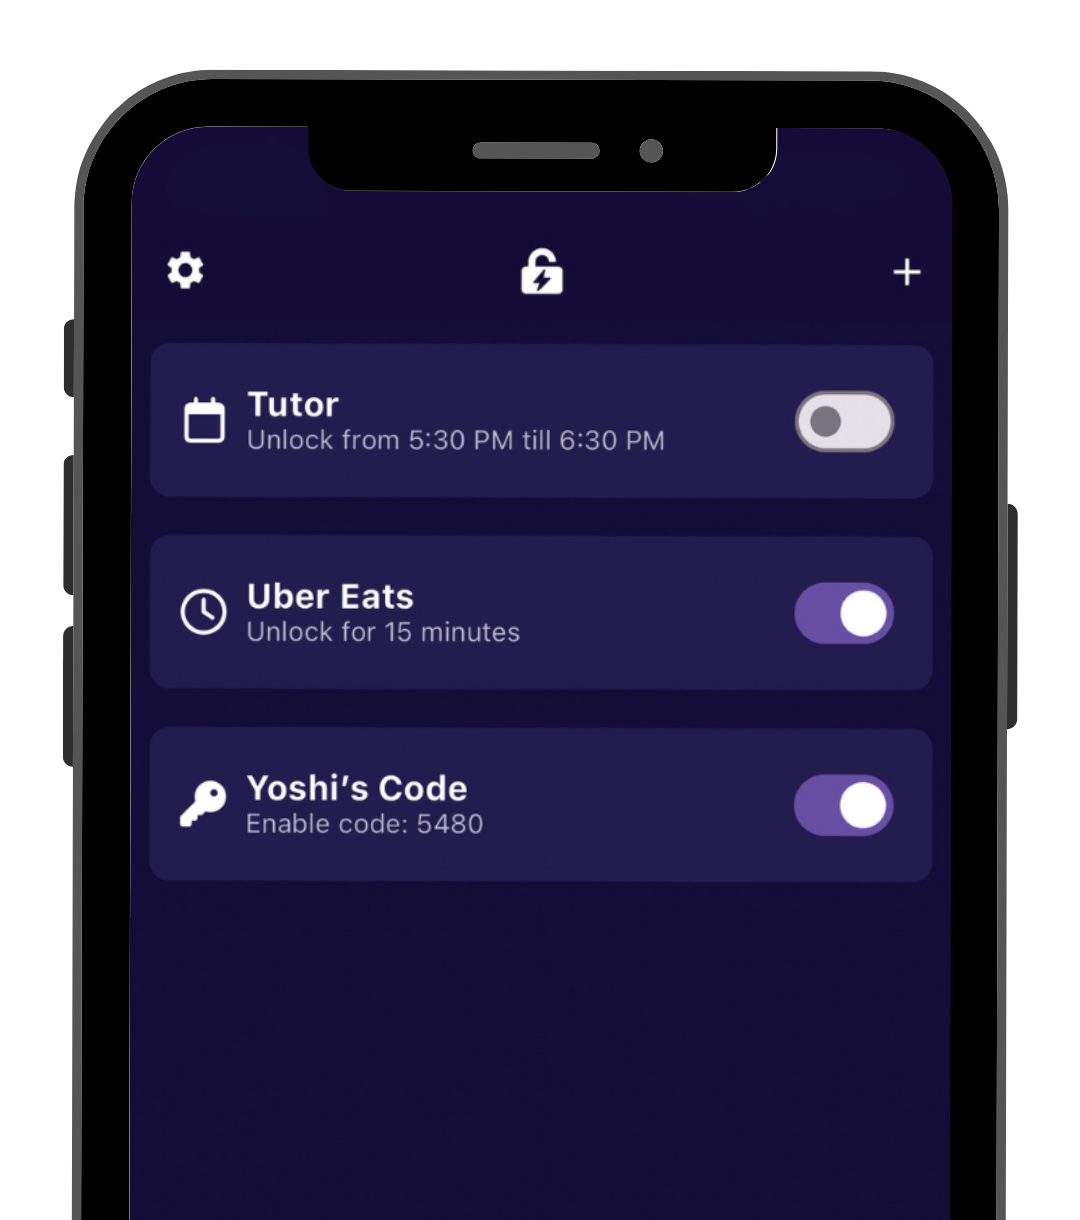 Tutor
Unlock from 5:30 PM till 6:30 PM
Uber Eats
Unlock for 15 minutes
Yoshi’s Code
Enable code: 5480